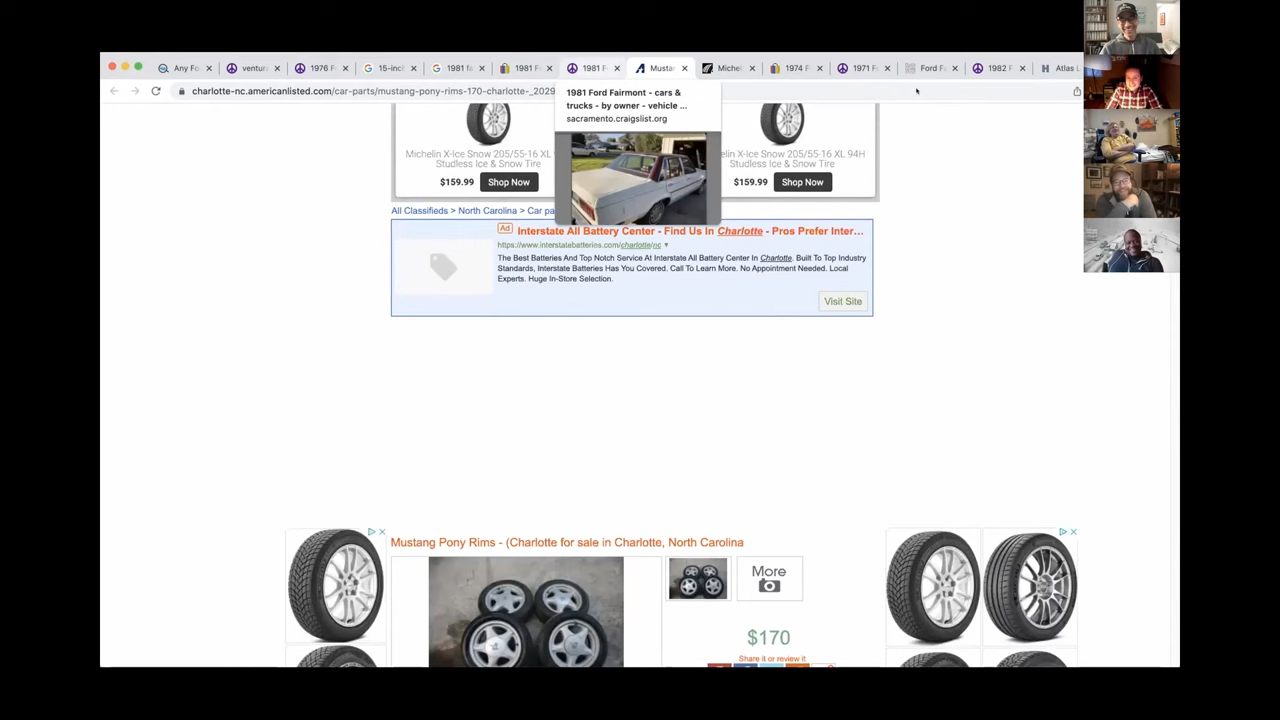 Any Fo
ventur
1976 F
15-incl
1981 fa
1981 F
1981 F
Musta
Michel
1974 F
1971 F
Ford F
1982 F
Atlas L
charlotte-nc.americanlisted.com/car-parts/mustang-pony-rims-170-charlotte-_2029
1981 Ford Fairmont - cars &
trucks - by owner - vehicle ...
sacramento.craigslist.org
Michelin X-Ice Snow 205/55-16 XL
Studless Ice & Snow Tire
$159.99 Shop Now
elin X-Ice Snow 205/55-16 XL 94H
Studless Ice & Snow Tire
$159.99 Shop Now
All Classifieds > North Carolina > Car pa
Ad Interstate All Battery Center - Find Us In Charlotte - Pros Prefer Inter...
https://www.interstatebatteries.com/charlotte/nc
The Best Batteries And Top Notch Service At Interstate All Battery Center In Charlotte. Built To Top Industry
Standards, Interstate Batteries Has You Covered. Call To Learn More. No Appointment Needed. Local
Experts. Huge In-Store Selection.
Visit Site
Mustang Pony Rims - (Charlotte for sale in Charlotte, North Carolina
More
$170
Share it or review it